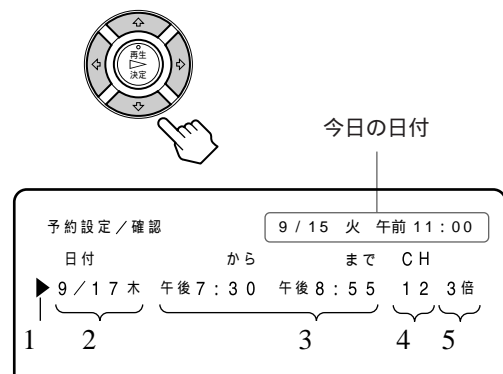 再生
決定
今日の日付
予約設定／確認
9/15 火 午前11:00
日付 から まで CH
9/17木 午後7:30 午後8:55 12 3倍
1 2 3 4 5